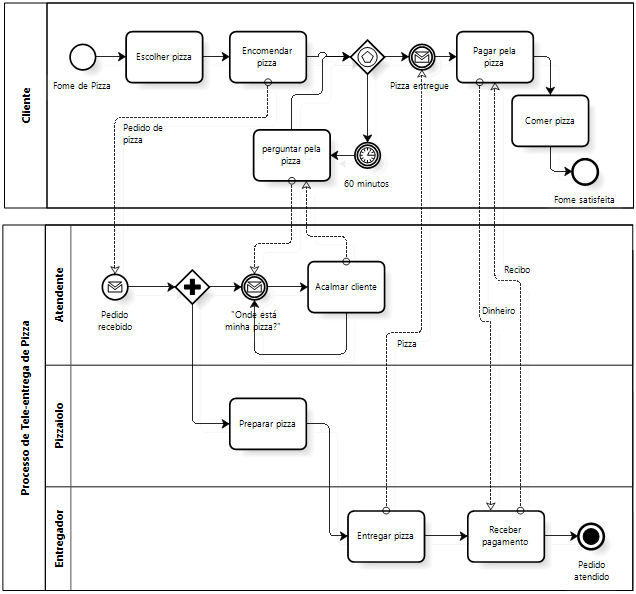 Cliente
Fome de Pizza
Escolher pizza
Encomendar
pizza
Pizza entregue
Pagar pela
pizza
Comer pizza
Fome satisfeita
Pedido de
pizza
perguntar pela
pizza
60 minutos
Processo de Tele-entrega de Pizza
Atendente
Pedido
recebido
"Onde está
minha pizza?"
Acalmar cliente
Pizza
Dinheiro
Recibo
Pizzaiolo
Preparar pizza
Entregador
Entregar pizza
Receber
pagamento
Pedido
atendido